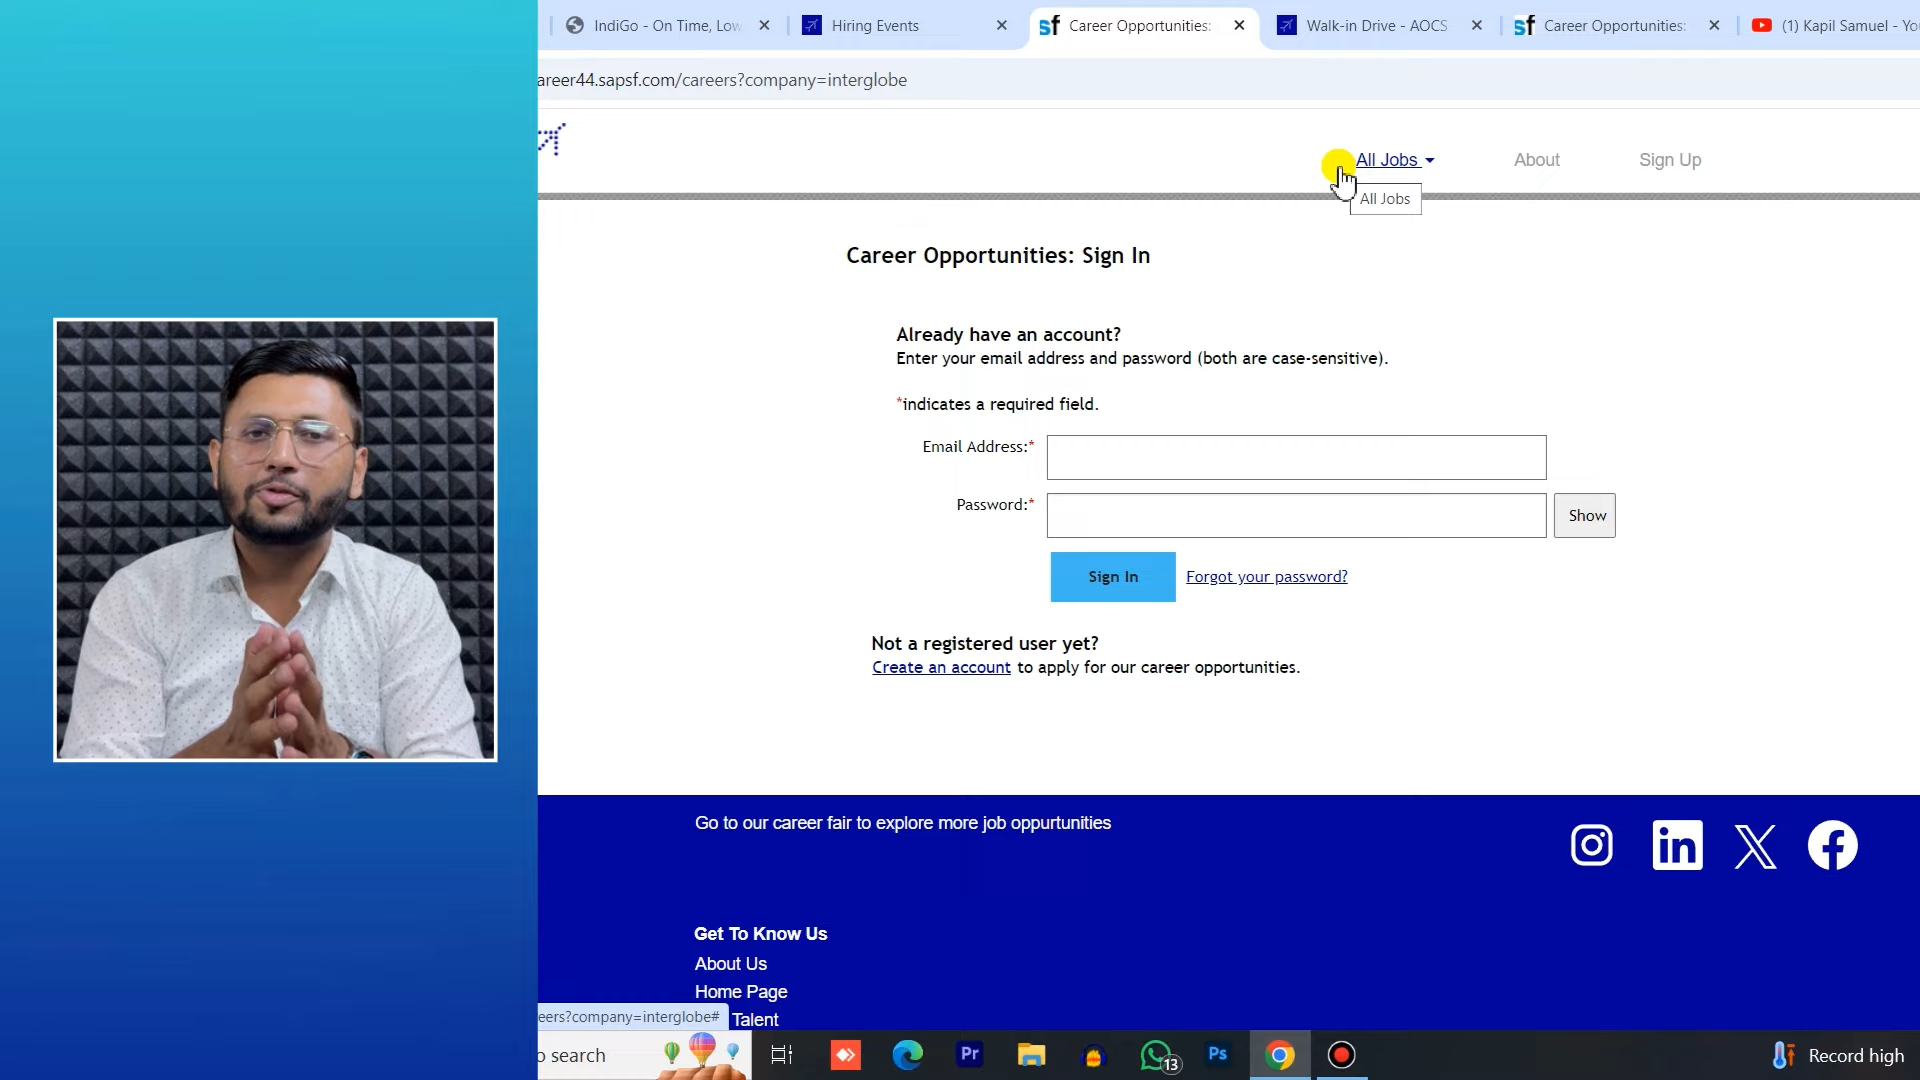 IndiGo - On Time, Low
Hiring Events
Career Opportunities:
Walk-in Drive - AOCS
Career Opportunities:
(1) Kapil Samuel - You
areer44.sapsf.com/careers?company=interglobe
All Jobs
About
Sign Up
All Jobs
Career Opportunities: Sign In
Already have an account?
Enter your email address and password (both are case-sensitive).
*indicates a required field.
Email Address:*
Password:*
Show
Sign In
Forgot your password?
Not a registered user yet?
Create an account to apply for our career opportunities.
Go to our career fair to explore more job oppurtunities
Get To Know Us
About Us
Home Page
Talent
eers?company=interglobe#
o search
Pr
13
Ps
Record high